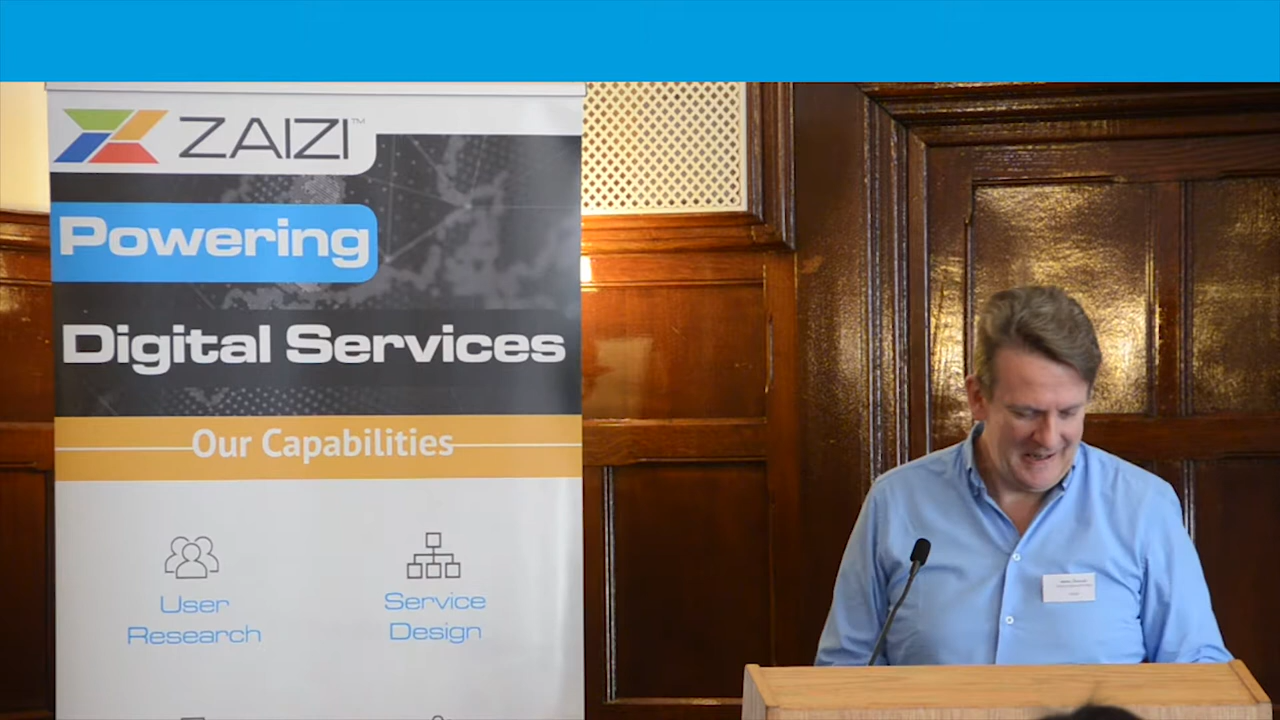 ZAIZI™
Powering
Digital Services
Our Capabilities
User
Research
Service
Design